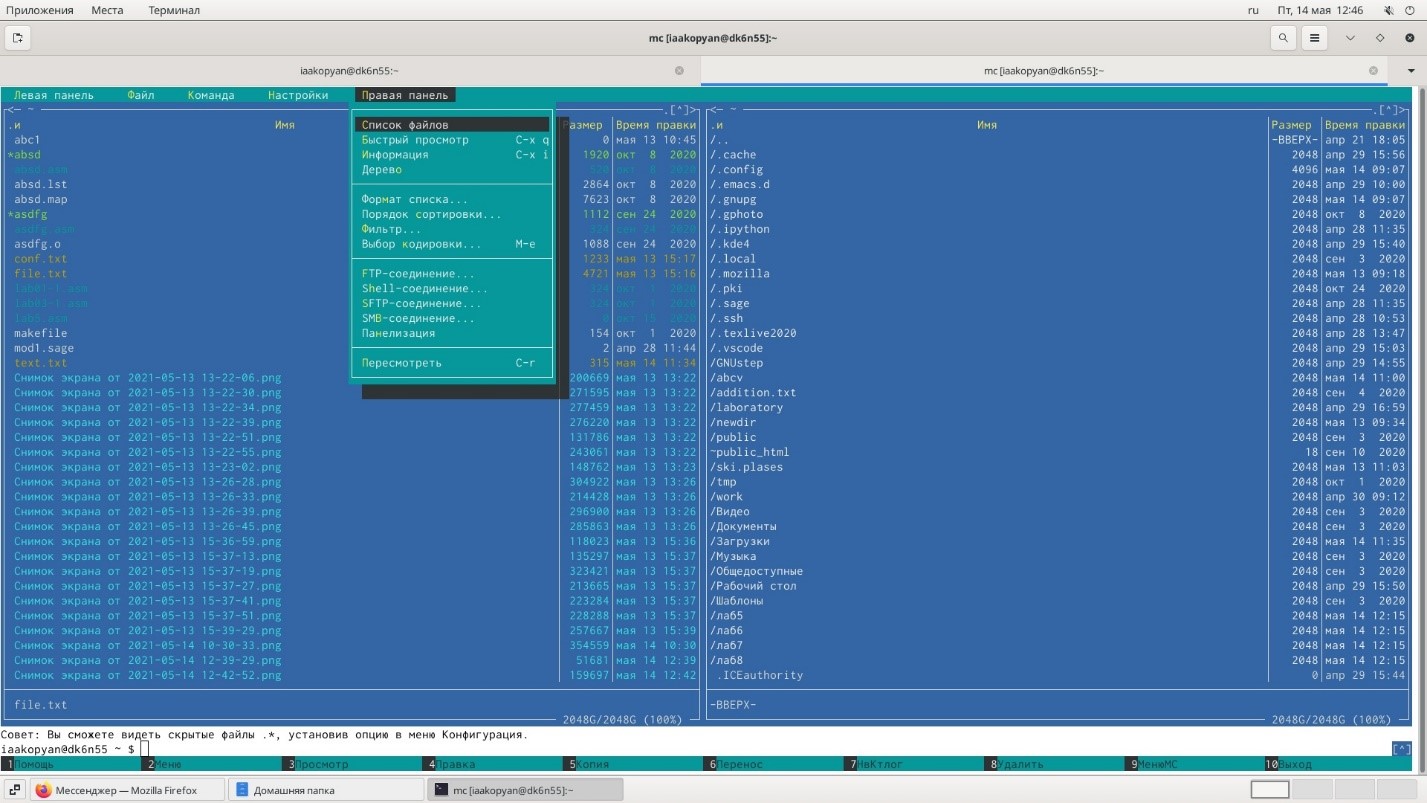 Приложения Места Терминал ru Пт, 14 мая 12:46
mc [iaakopyan@dk6n55]:~
iaakopyan@dk6n55:~ mc [iaakopyan@dk6n55]:~
Левая панель Файл Команда Настройки Правая панель
<— ~ .[^]>
.и Имя Размер Время правки
abc1 0 мая 13 10:45
*absd 1920 окт 8 2020
absd.asm
absd.lst 2864 окт 8 2020
absd.map 7623 окт 8 2020
*asdfg 1112 сен 24 2020
asdfg.asm 324 сен 24 2020
asdfg.o 1088 сен 24 2020
conf.txt 1233 мая 13 15:17
file.txt 4721 мая 13 15:16
lab03-1.asm
makefile 154 окт 1 2020
mod1.sage 2 апр 28 11:44
text.txt 315 мая 14 11:34
Снимок экрана от 2021-05-13 13-22-06.png 200669 мая 13 13:22
Снимок экрана от 2021-05-13 13-22-30.png 271595 мая 13 13:22
Снимок экрана от 2021-05-13 13-22-34.png 277459 мая 13 13:22
Снимок экрана от 2021-05-13 13-22-39.png 276220 мая 13 13:22
Снимок экрана от 2021-05-13 13-22-51.png 131786 мая 13 13:22
Снимок экрана от 2021-05-13 13-22-55.png 243061 мая 13 13:22
Снимок экрана от 2021-05-13 13-23-02.png 148762 мая 13 13:23
Снимок экрана от 2021-05-13 13-26-28.png 304922 мая 13 13:26
Снимок экрана от 2021-05-13 13-26-33.png 214428 мая 13 13:26
Снимок экрана от 2021-05-13 13-26-39.png 296900 мая 13 13:26
Снимок экрана от 2021-05-13 13-26-45.png 285863 мая 13 13:26
Снимок экрана от 2021-05-13 15-36-59.png 118023 мая 13 15:36
Снимок экрана от 2021-05-13 15-37-13.png 135297 мая 13 15:37
Снимок экрана от 2021-05-13 15-37-19.png 323421 мая 13 15:37
Снимок экрана от 2021-05-13 15-37-27.png 213665 мая 13 15:37
Снимок экрана от 2021-05-13 15-37-41.png 223284 мая 13 15:37
Снимок экрана от 2021-05-13 15-37-51.png 228288 мая 13 15:37
Снимок экрана от 2021-05-13 15-39-29.png 257667 мая 13 15:39
Снимок экрана от 2021-05-14 10-30-33.png 354559 мая 14 10:30
Снимок экрана от 2021-05-14 12-39-29.png 51681 мая 14 12:39
Снимок экрана от 2021-05-14 12-42-52.png 159697 мая 14 12:42
file.txt
2048G/2048G (100%)
Список файлов
Быстрый просмотр C-x q
Информация C-x i
Дерево
Формат списка...
Порядок сортировки...
Фильтр...
Выбор кодировки... M-e
FTP-соединение...
Shell-соединение...
SFTP-соединение...
SMB-соединение...
Панелизация
Пересмотреть C-r
<— ~ .[^]>
.и Имя Размер Время правки
/.. -ВВЕРХ- апр 21 18:05
/.cache 2048 апр 29 15:56
/.config 4096 мая 14 09:07
/.emacs.d 2048 апр 29 10:00
/.gnupg 2048 мая 14 09:07
/.gphoto 2048 окт 8 2020
/.ipython 2048 апр 28 11:35
/.kde4 2048 апр 29 15:40
/.local 2048 сен 3 2020
/.mozilla 2048 мая 13 09:18
/.pki 2048 окт 24 2020
/.sage 2048 апр 28 11:35
/.ssh 2048 апр 28 10:53
/.texlive2020 2048 апр 28 13:47
/.vscode 2048 апр 29 15:03
/GNUstep 2048 апр 29 14:55
/abcv 2048 мая 14 11:00
/addition.txt 2048 сен 4 2020
/laboratory 2048 апр 29 16:59
/newdir 2048 мая 13 09:34
/public 2048 сен 3 2020
~public_html 18 сен 10 2020
/ski.plases 2048 мая 13 11:03
/tmp 2048 окт 1 2020
/work 2048 апр 30 09:12
/Видео 2048 сен 3 2020
/Документы 2048 сен 3 2020
/Загрузки 2048 мая 14 11:35
/Музыка 2048 сен 3 2020
/Общедоступные 2048 сен 3 2020
/Рабочий стол 2048 апр 29 15:50
/Шаблоны 2048 сен 3 2020
/лаб5 2048 мая 14 12:15
/лаб6 2048 мая 14 12:15
/лаб7 2048 мая 14 12:15
/лаб8 2048 мая 14 12:15
.ICEauthority 0 апр 29 15:44
-ВВЕРХ-
2048G/2048G (100%)
Совет: Вы сможете видеть скрытые файлы .*, установив опцию в меню Конфигурация.
iaakopyan@dk6n55 ~ $ [^]
1Помощь 2Меню 3Просмотр 4Правка 5Копия 6Перенос 7НвКтлог 8Удалить 9МенюМС 10Выход
Мессенджер — Mozilla Firefox Домашняя папка mc [iaakopyan@dk6n55]:~